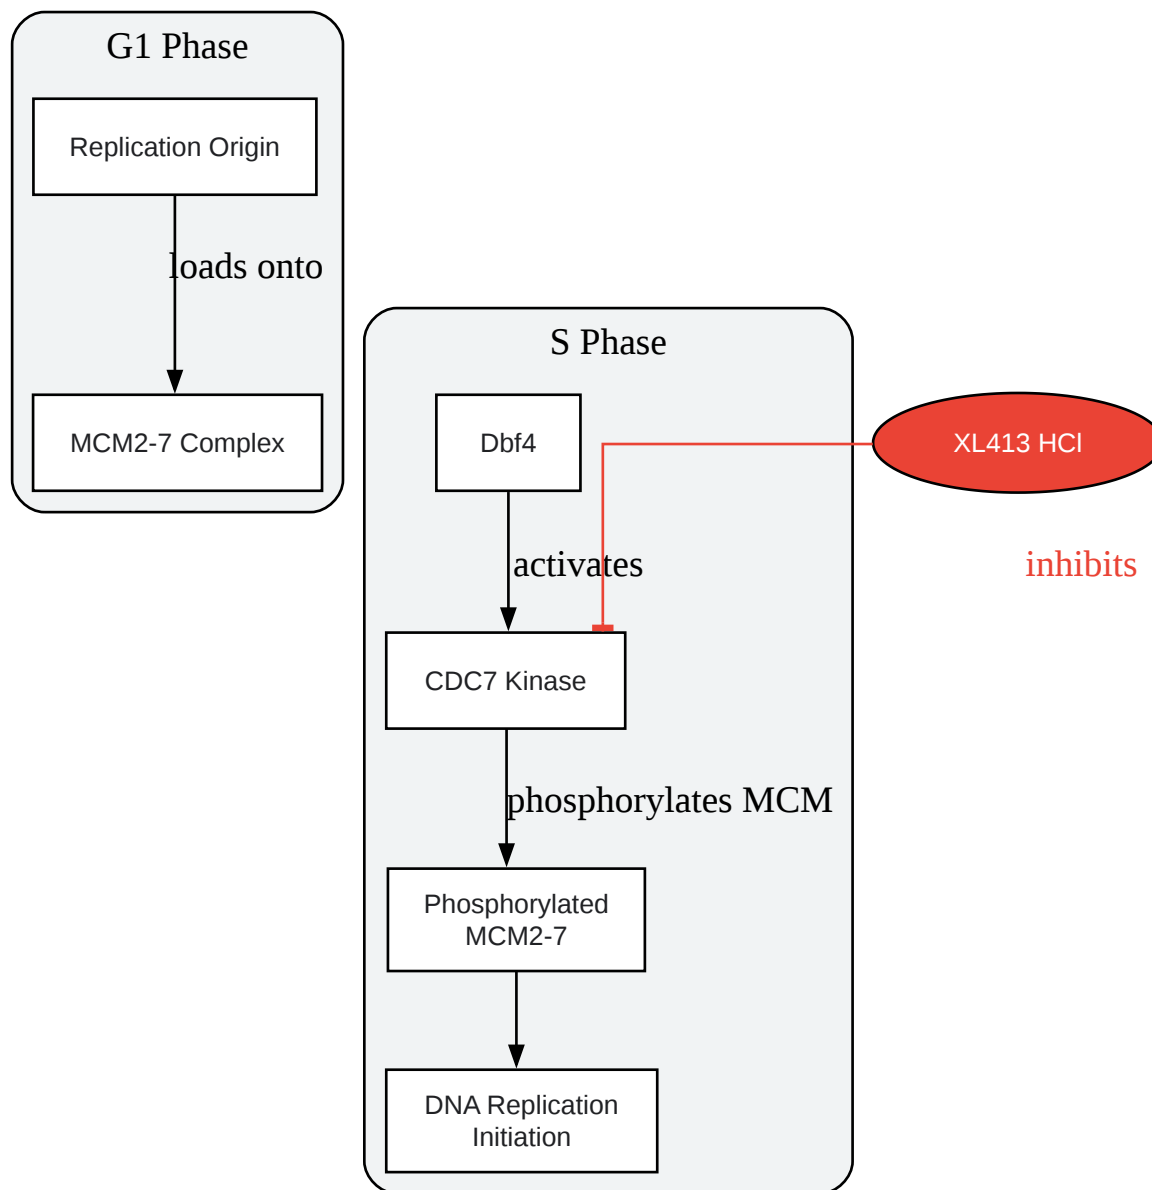 G1 Phase
Replication Origin
loads onto
MCM2-7 Complex
S Phase
Dbf4
XL413 HCl
activates
inhibits
CDC7 Kinase
phosphorylates MCM
Phosphorylated
MCM2-7
DNA Replication
Initiation